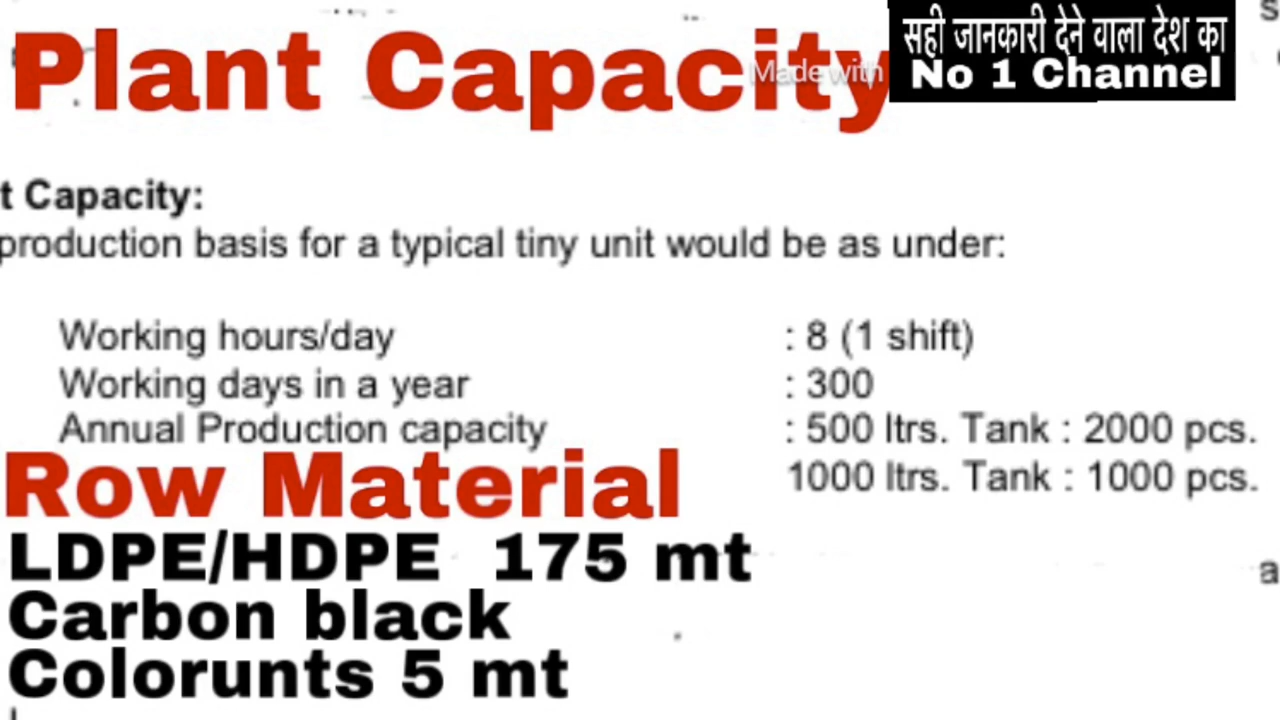 Plant Capacity
Made with
सही जानकारी देने वाला देश का
No 1 Channel
t Capacity:
production basis for a typical tiny unit would be as under:
Working hours/day : 8 (1 shift)
Working days in a year : 300
Annual Production capacity : 500 ltrs. Tank : 2000 pcs.
1000 ltrs. Tank : 1000 pcs.
Row Material
LDPE/HDPE 175 mt
Carbon black
Colorunts 5 mt